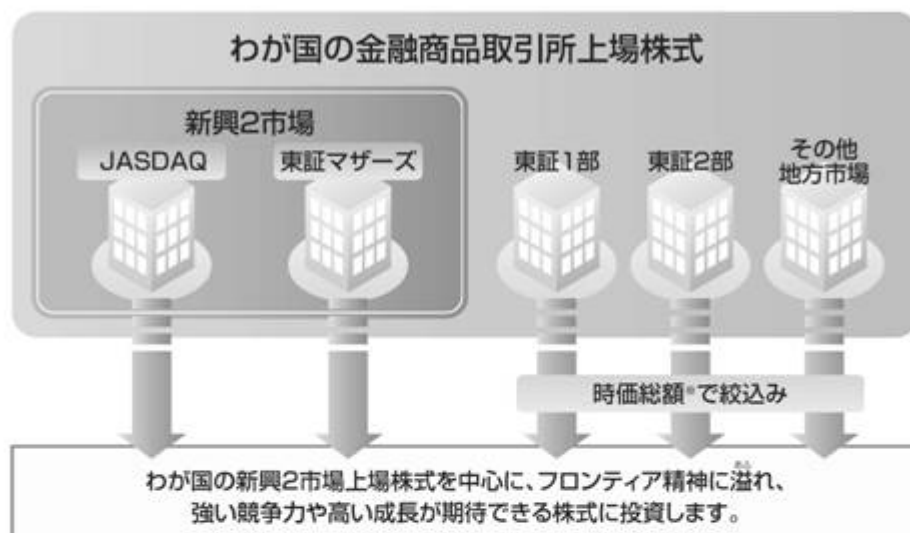 わが国の金融商品取引所上場株式
新興2市場
JASDAQ
東証マザーズ
東証1部
東証2部
その他
地方市場
時価総額※で絞込み
わが国の新興2市場上場株式を中心に、フロンティア精神に溢れ、
強い競争力や高い成長が期待できる株式に投資します。